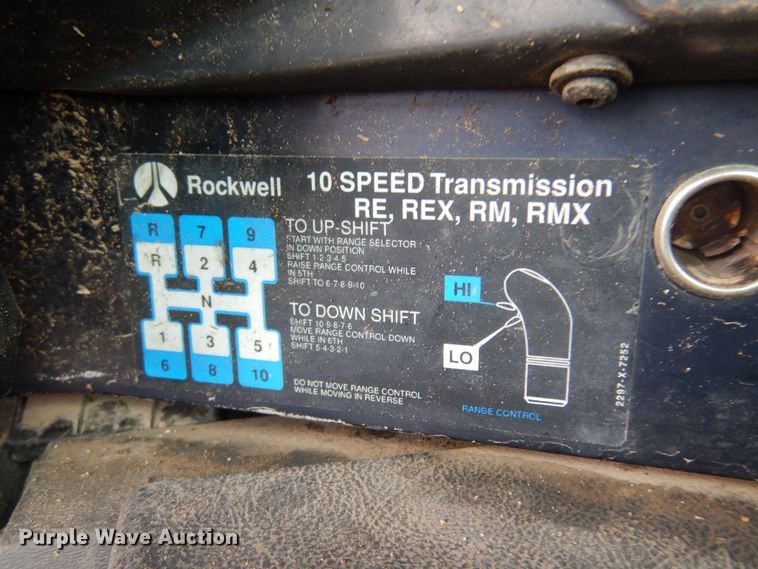 Rockwell
10 SPEED Transmission
RE, REX, RM, RMX
R 7 9
R 2 4
N
1 3 5
6 8 10
TO UP-SHIFT
START WITH RANGE SELECTOR
IN DOWN POSITION
SHIFT 1-2-3-4-5
RAISE RANGE CONTROL WHILE
IN 5TH
SHIFT TO 6-7-8-9-10
TO DOWN SHIFT
SHIFT 10-9-8-7-6
MOVE RANGE CONTROL DOWN
WHILE IN 6TH
SHIFT 5-4-3-2-1
DO NOT MOVE RANGE CONTROL
WHILE MOVING IN REVERSE
HI
LO
RANGE CONTROL
2297-X-7252
Purple Wave Auction